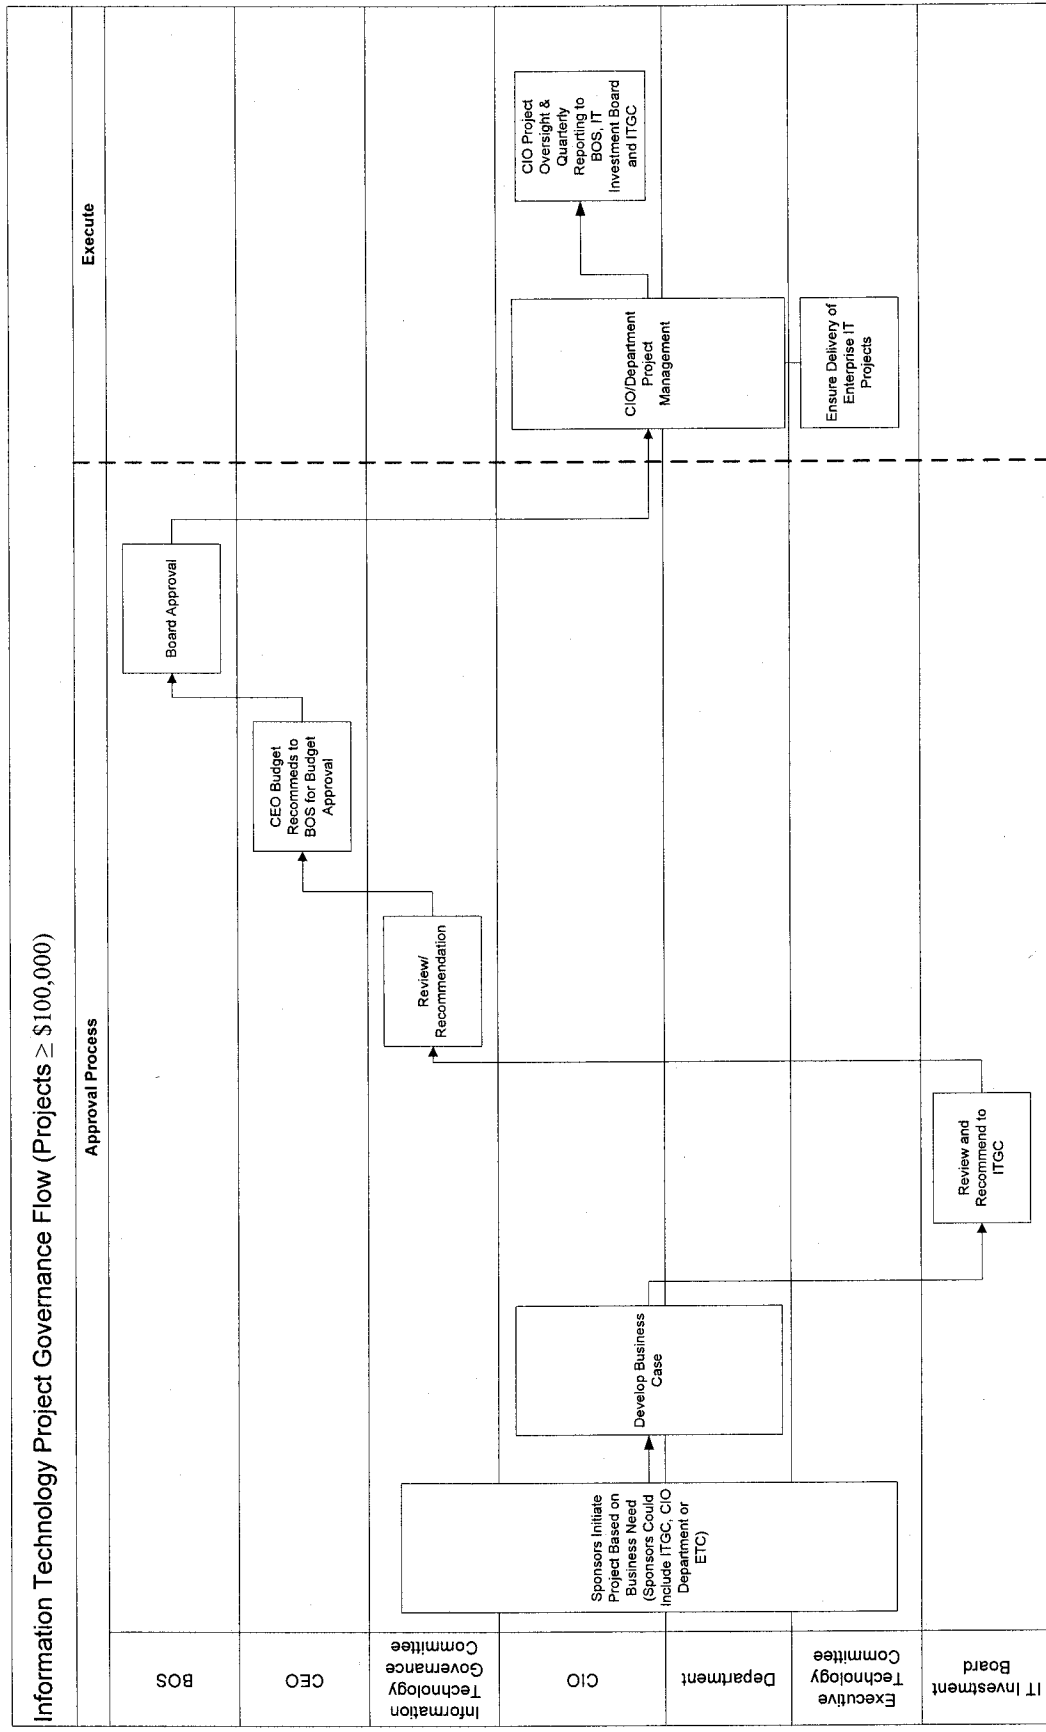 Information Technology Project Governance Flow (Projects ≥ $100,000)
Approval Process
Execute
BOS
Board Approval
CEO
CEO Budget
Recommeds to
BOS for Budget
Approval
Information
Technology
Governance
Committee
Review/
Recommendation
CIO
Sponsors Initiate
Project Based on
Business Need
(Sponsors Could
Include ITGC, CIO
Department or
ETC)
Develop Business
Case
CIO/Department
Project
Management
CIO Project
Oversight &
Quarterly
Reporting to
BOS, IT
Investment Board
and ITGC
Department
Executive
Technology
Committee
Ensure Delivery of
Enterprise IT
Projects
IT Investment
Board
Review and
Recommend to
ITGC